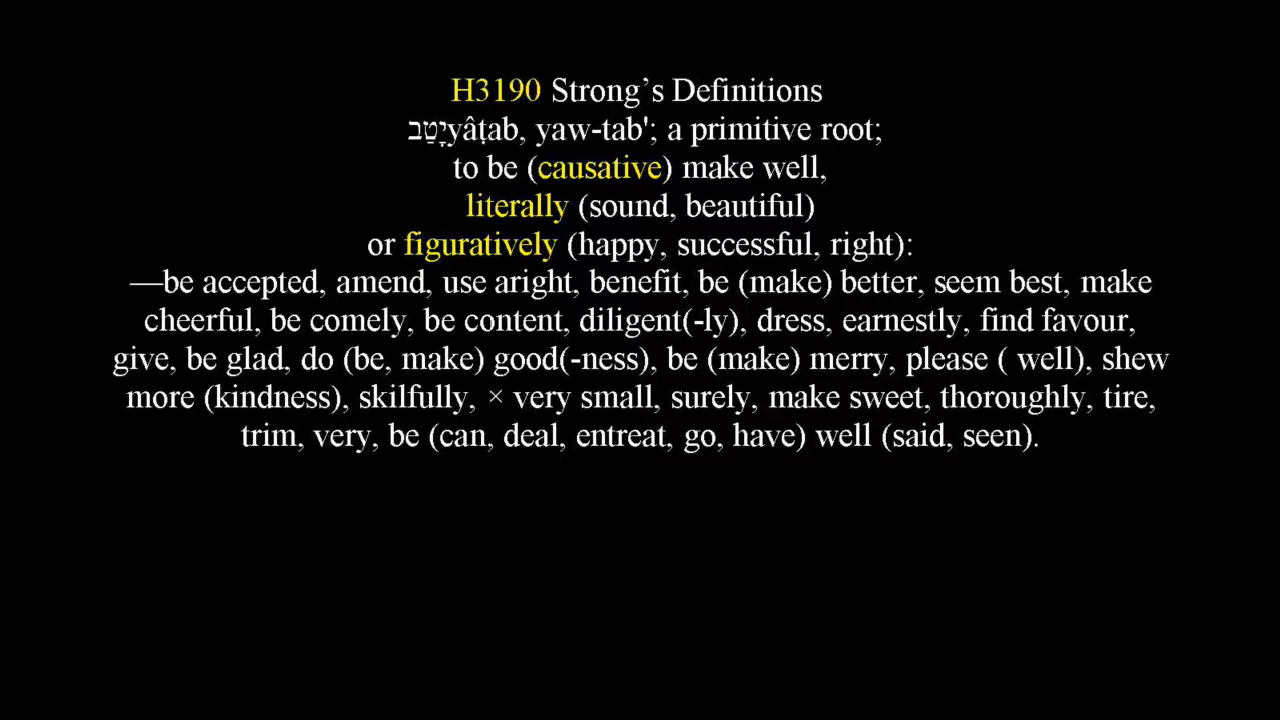 H3190 Strong’s Definitions
יָטַבyâṭab, yaw-tab'; a primitive root;
to be (causative) make well,
literally (sound, beautiful)
or figuratively (happy, successful, right):
—be accepted, amend, use aright, benefit, be (make) better, seem best, make
cheerful, be comely, be content, diligent(-ly), dress, earnestly, find favour,
give, be glad, do (be, make) good(-ness), be (make) merry, please ( well), shew
more (kindness), skilfully, × very small, surely, make sweet, thoroughly, tire,
trim, very, be (can, deal, entreat, go, have) well (said, seen).